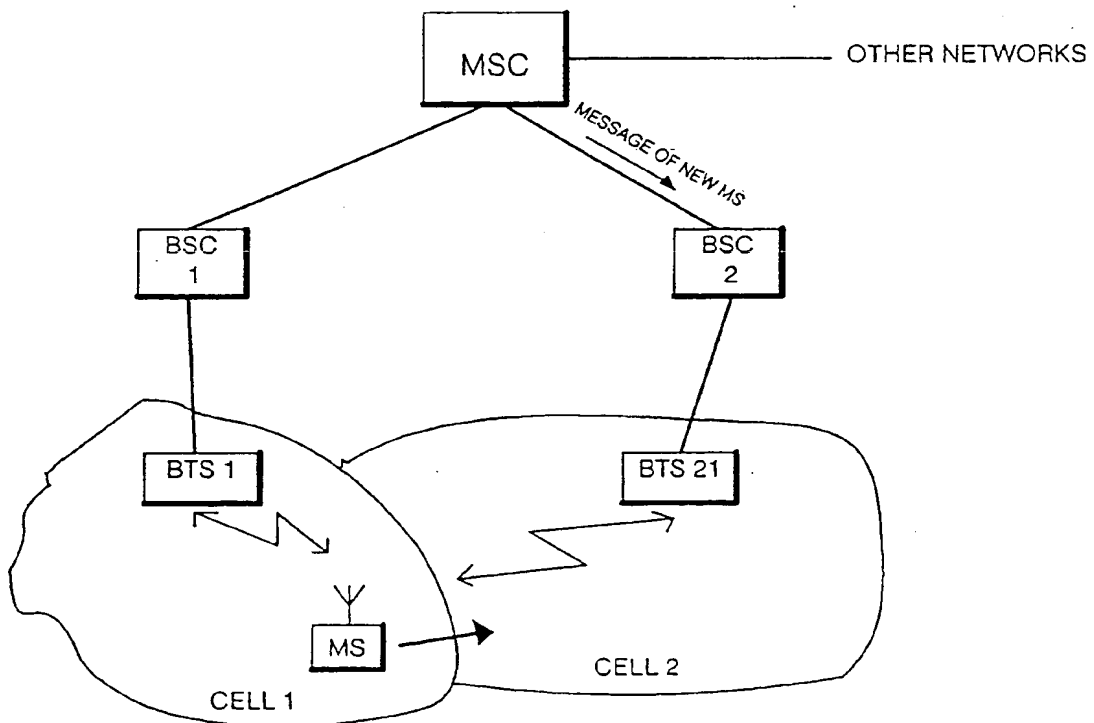 MSC
OTHER NETWORKS
MESSAGE OF NEW MS
BSC
1
BSC
2
BTS 1
BTS 21
MS
CELL 1
CELL 2